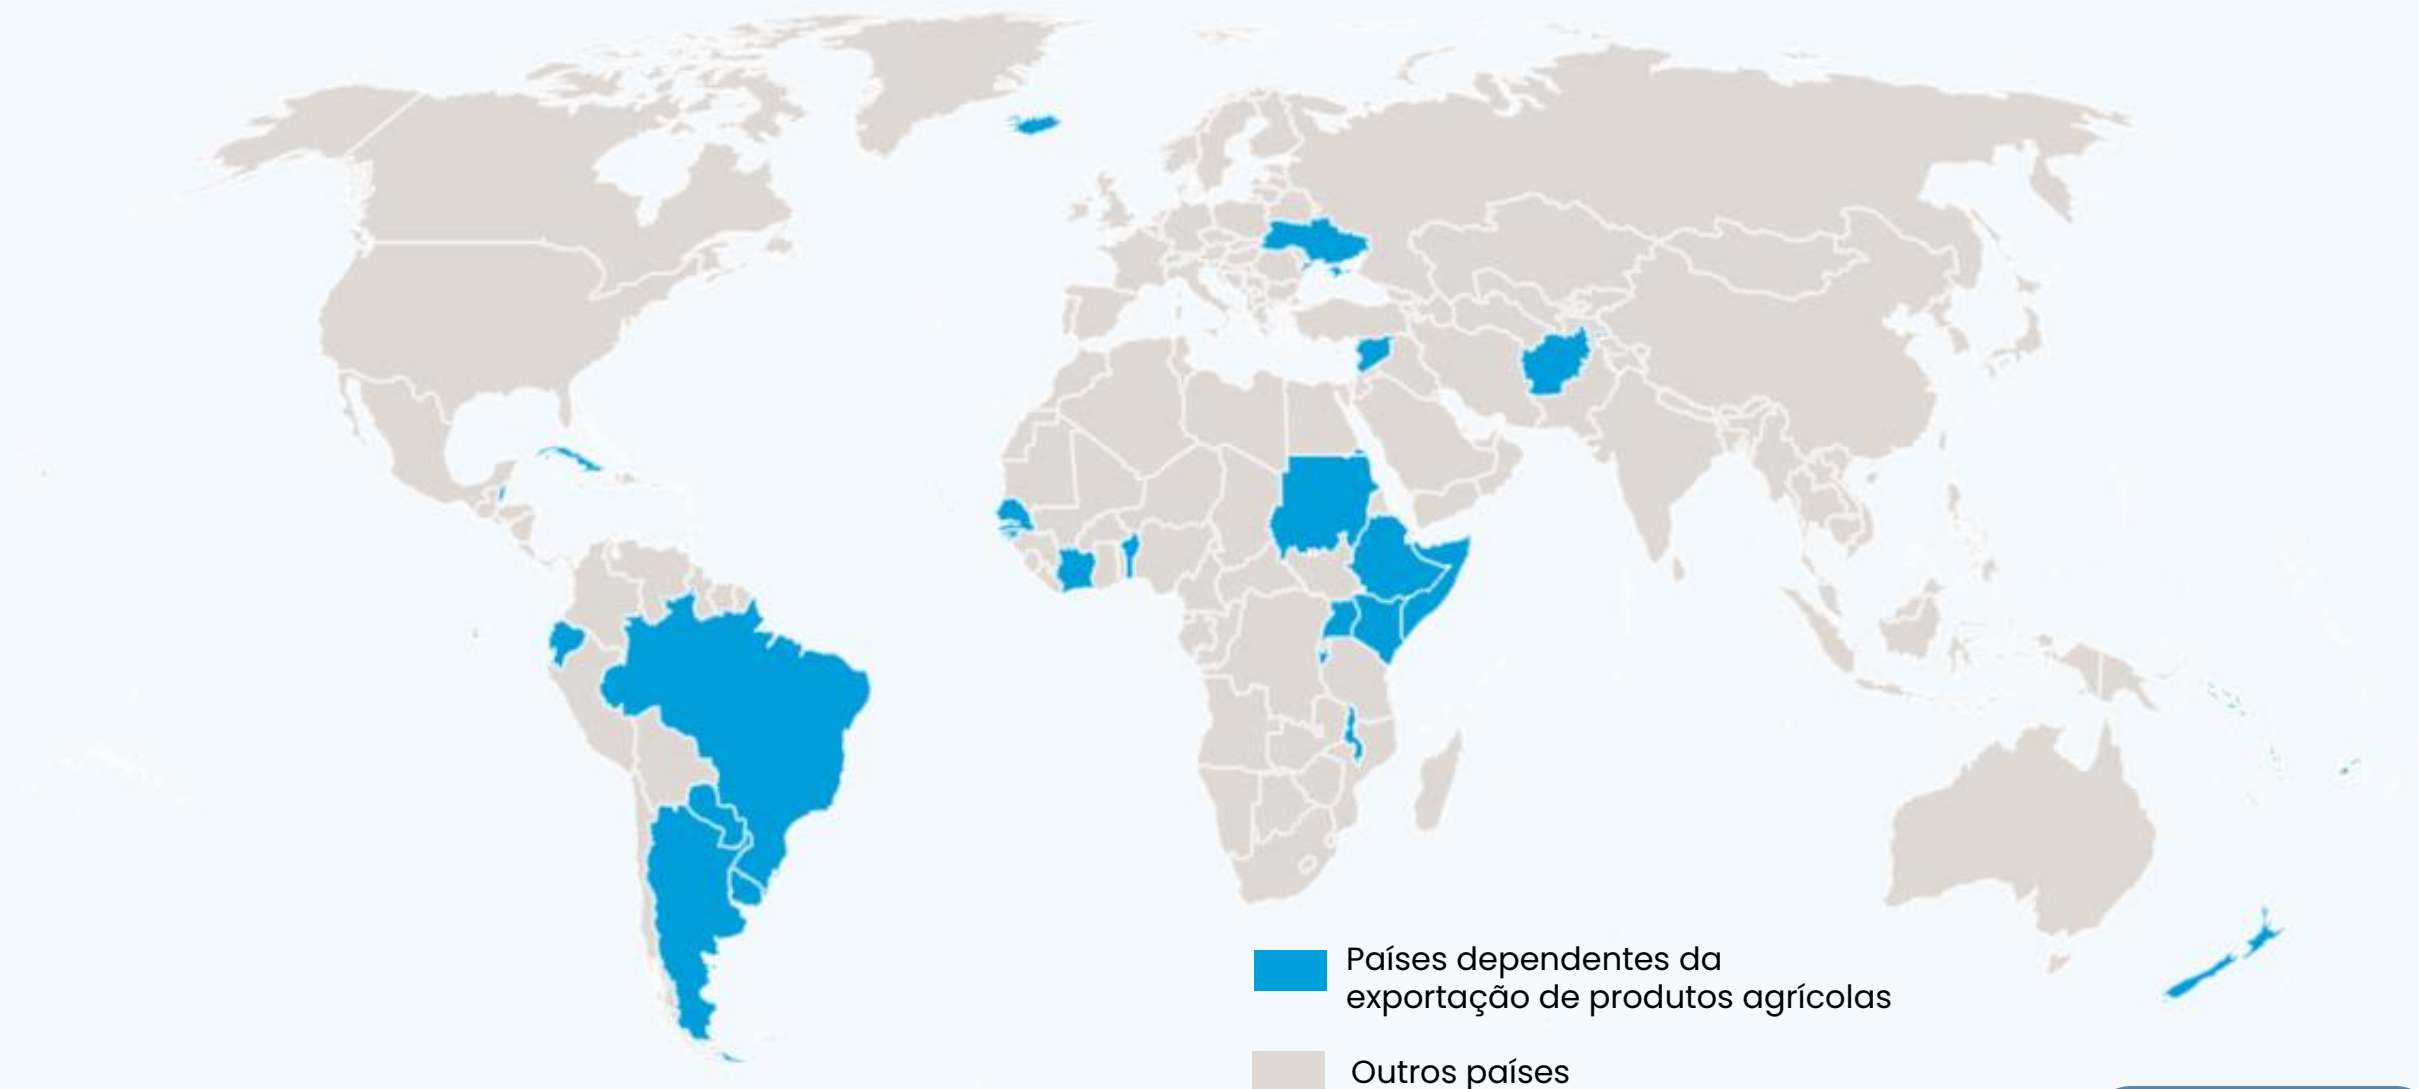 Países dependentes da
exportação de produtos agrícolas
Outros países